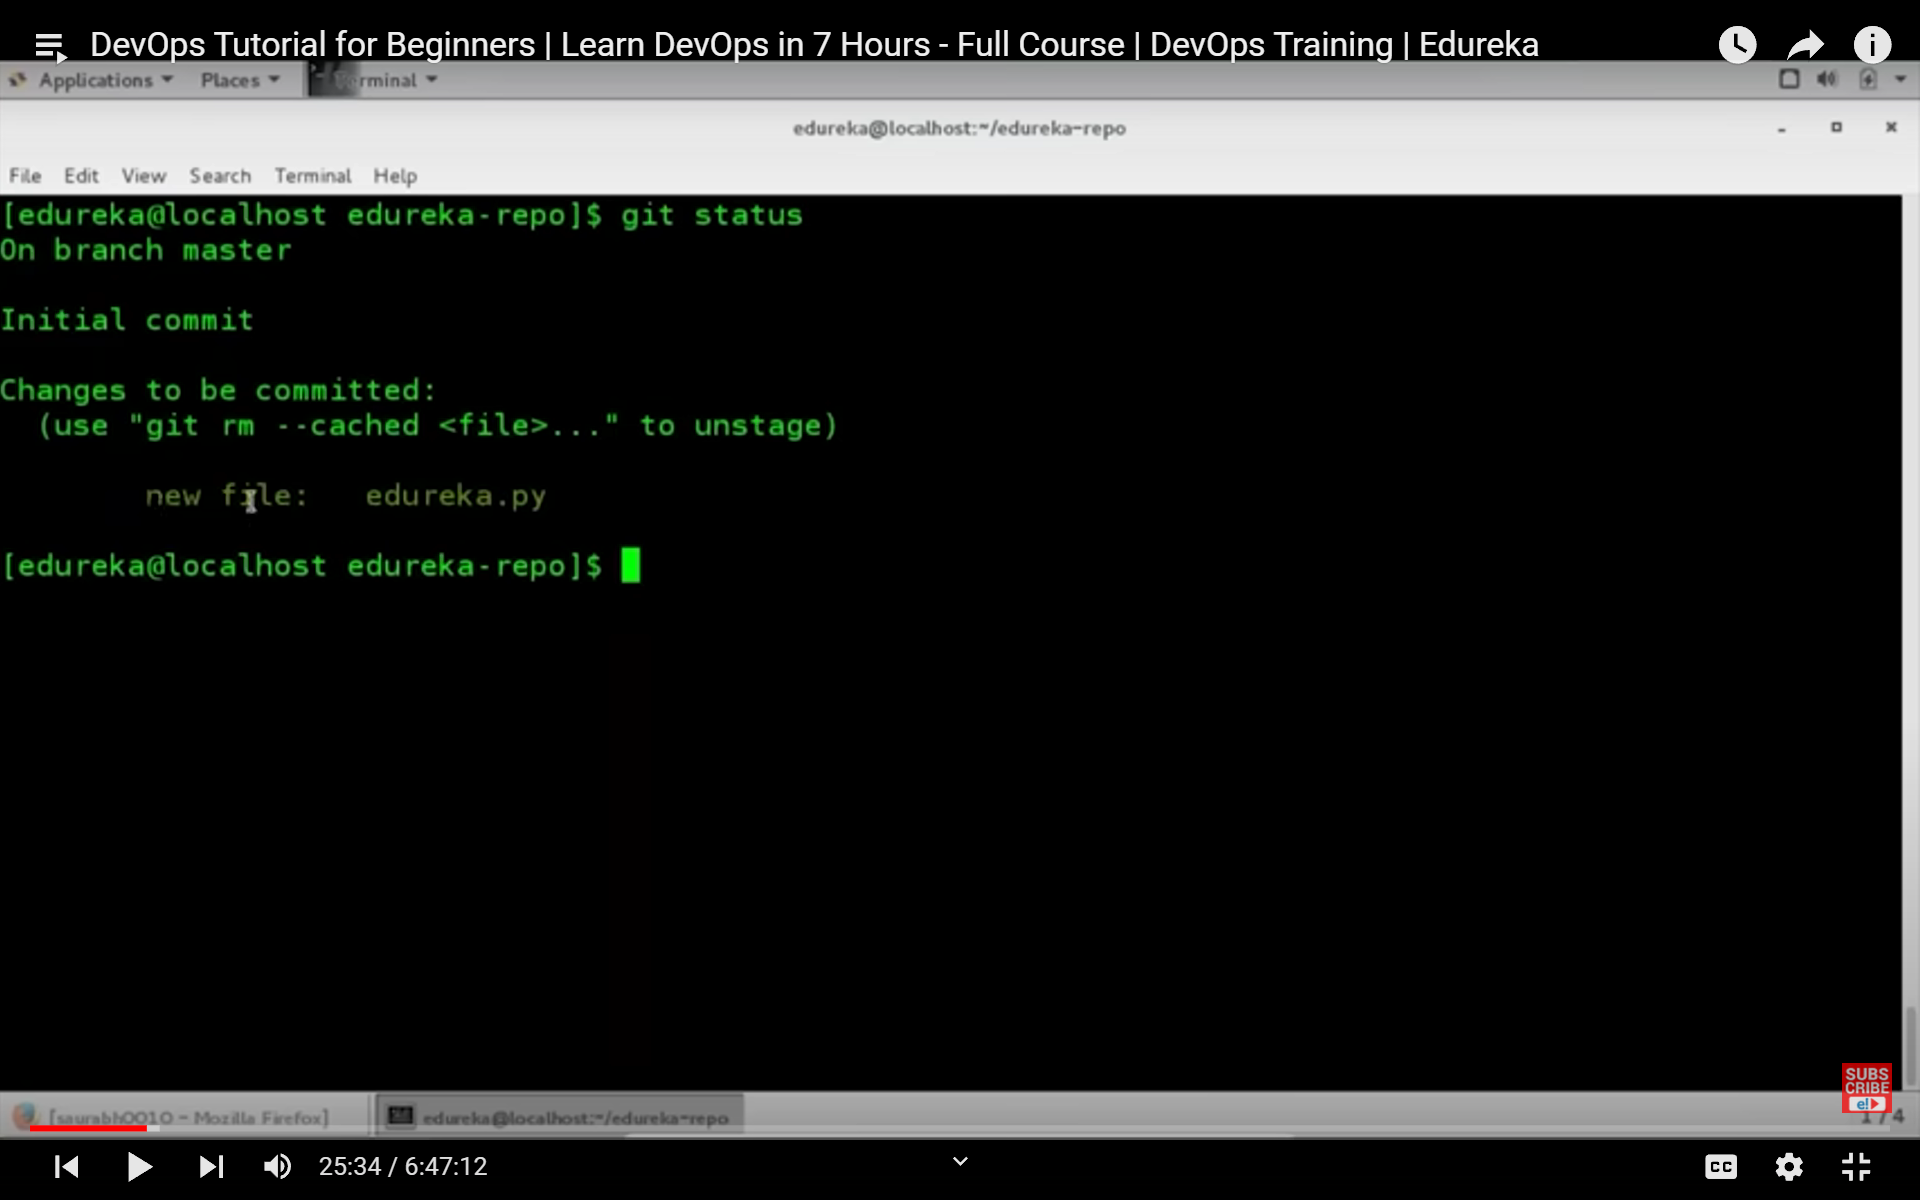 DevOps Tutorial for Beginners | Learn DevOps in 7 Hours - Full Course | DevOps Training | Edureka
Applications Places
edureka@localhost:~/edureka-repo
File Edit View Search Terminal Help
[edureka@localhost edureka-repo]$ git status
On branch master
Initial commit
Changes to be committed:
(use "git rm --cached <file>..." to unstage)
new file: edureka.py
[edureka@localhost edureka-repo]$
SUBS
CRIBE
e!
[saurabh0010 - Mozilla Firefox] edureka@localhost:~/edureka-repo 1 / 4
25:34 / 6:47:12 CC